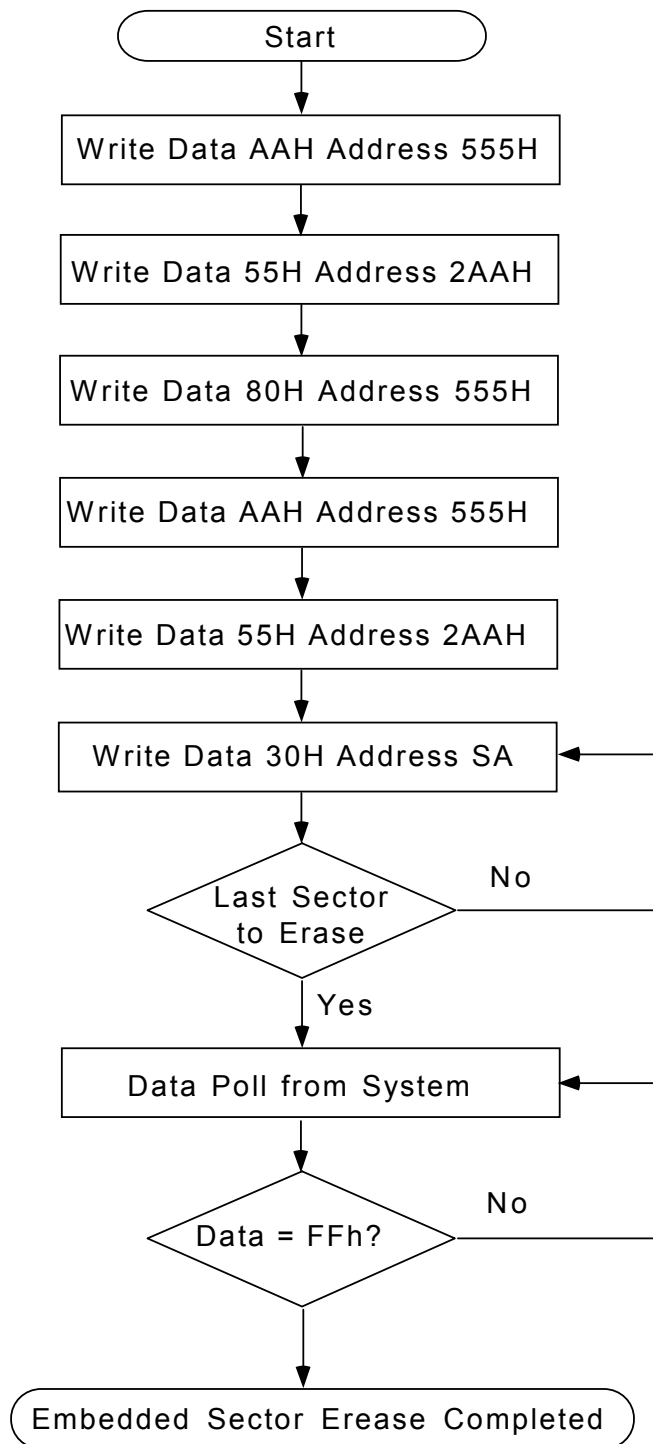 Start
Write Data AAH Address 555H
Write Data 55H Address 2AAH
Write Data 80H Address 555H
Write Data AAH Address 555H
Write Data 55H Address 2AAH
Write Data 30H Address SA
Last Sector
to Erase
No
Yes
Data Poll from System
Data = FFh?
No
Embedded Sector Erease Completed